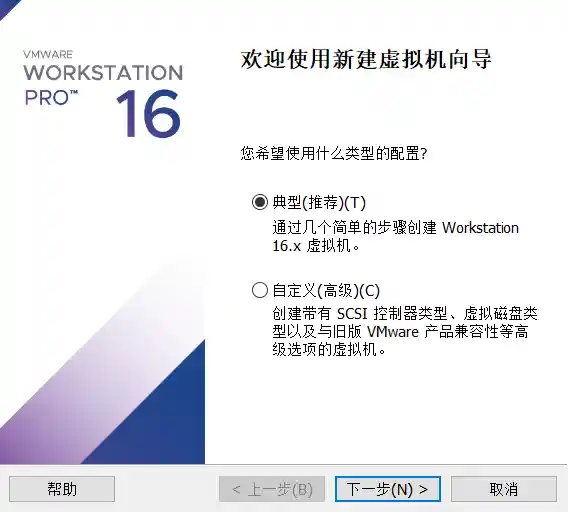 VMWARE
WORKSTATION
PRO™ 16
欢迎使用新建虚拟机向导
您希望使用什么类型的配置?
典型(推荐)(T)
通过几个简单的步骤创建 Workstation
16.x 虚拟机。
自定义(高级)(C)
创建带有 SCSI 控制器类型、虚拟磁盘类
型以及与旧版 VMware 产品兼容性等高
级选项的虚拟机。
帮助
< 上一步(B)
下一步(N) >
取消